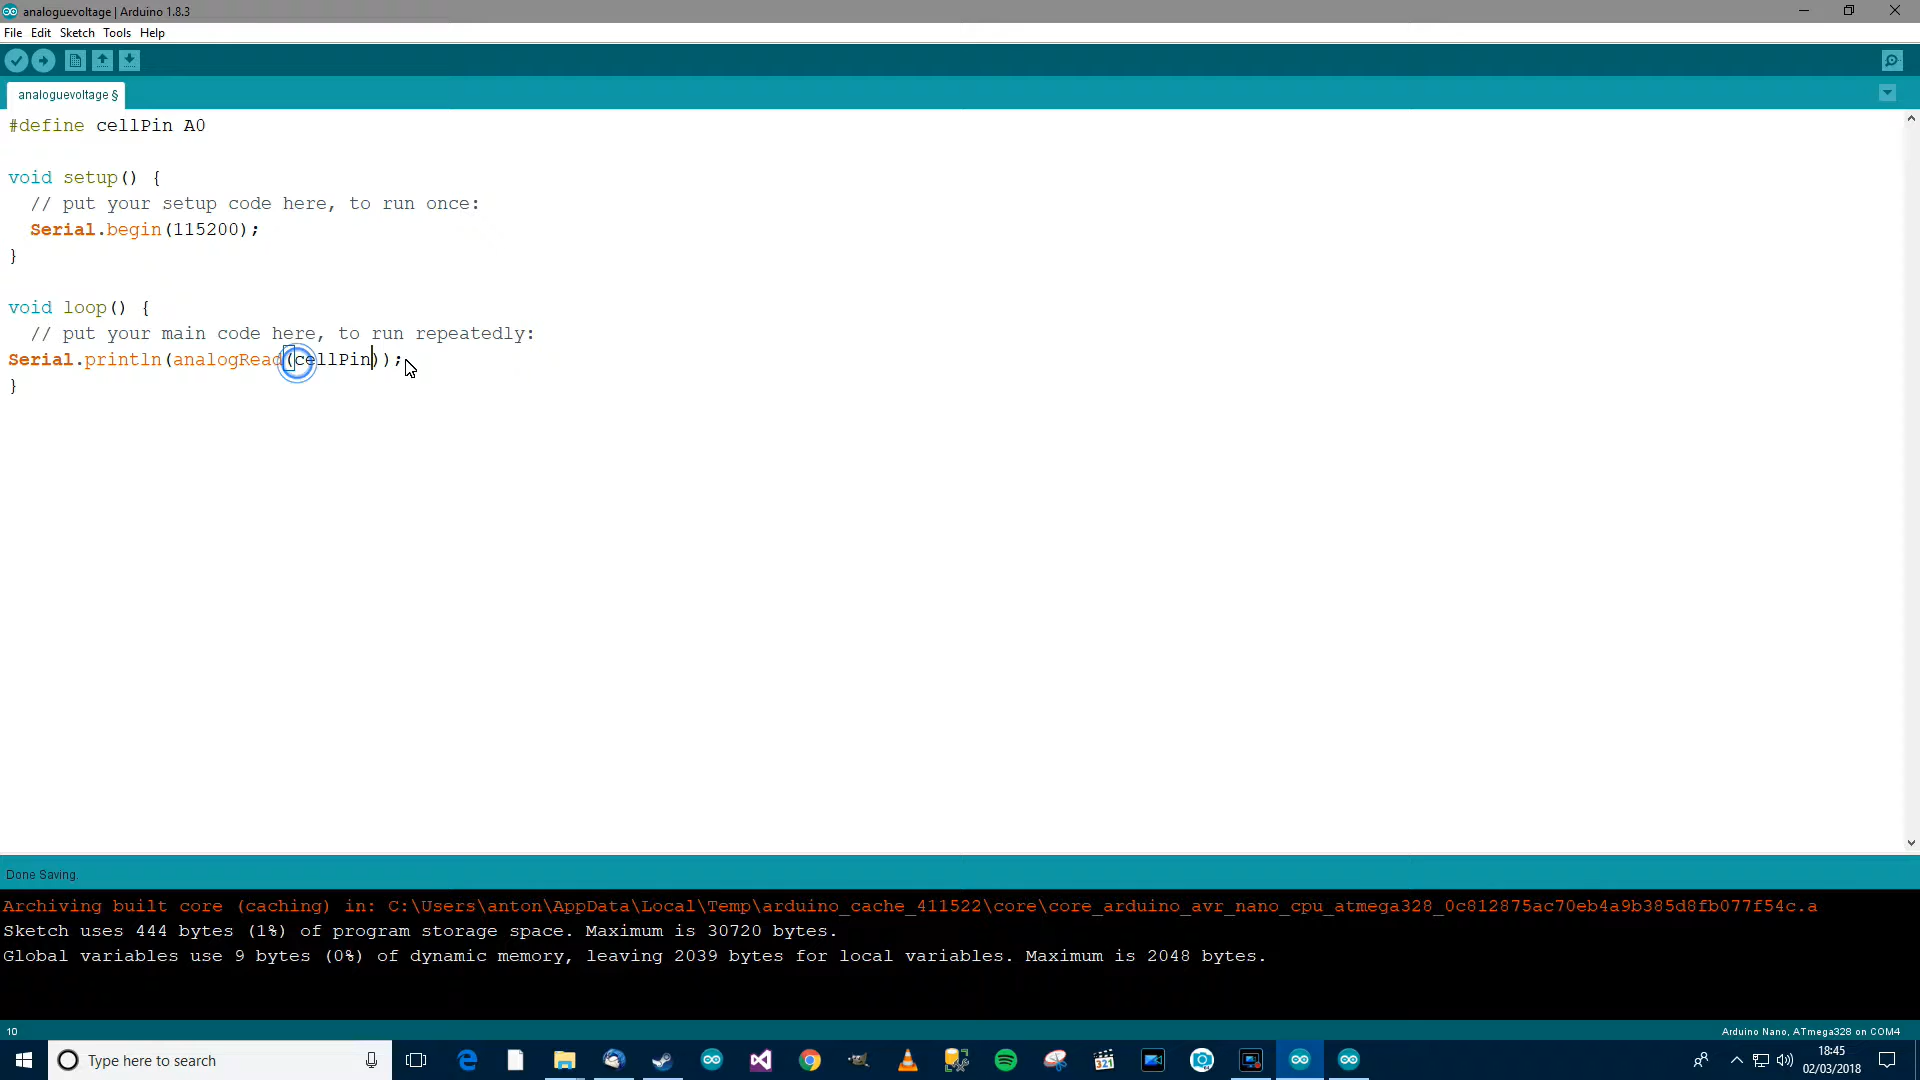 analoguevoltage | Arduino 1.8.3
File Edit Sketch Tools Help
analoguevoltage §
#define cellPin A0
void setup() {
// put your setup code here, to run once:
Serial.begin(115200);
}
void loop() {
// put your main code here, to run repeatedly:
Serial.println(analogRead(cellPin));
}
Done Saving.
Archiving built core (caching) in: C:\Users\anton\AppData\Local\Temp\arduino_cache_411522\core\core_arduino_avr_nano_cpu_atmega328_0c812875ac70eb4a9b385d8fb077f54c.a
Sketch uses 444 bytes (1%) of program storage space. Maximum is 30720 bytes.
Global variables use 9 bytes (0%) of dynamic memory, leaving 2039 bytes for local variables. Maximum is 2048 bytes.
10
Arduino Nano, ATmega328 on COM4
Type here to search
321
18:45
02/03/2018